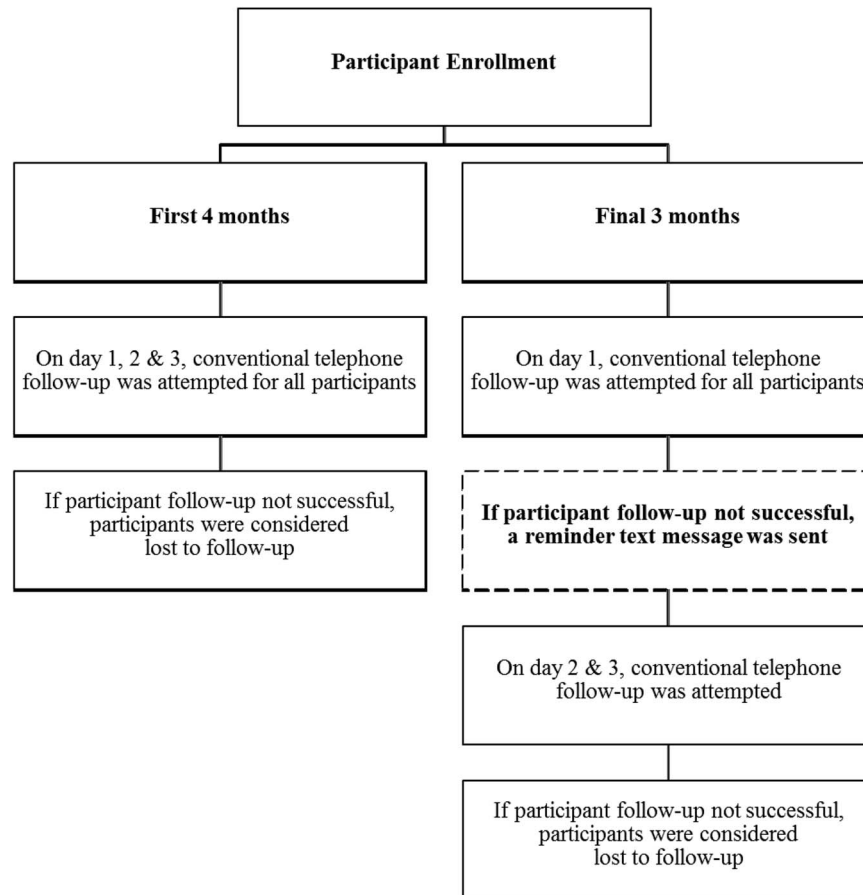 Participant Enrollment
First 4 months
On day 1, 2 & 3, conventional telephone
follow-up was attempted for all participants
If participant follow-up not successful,
participants were considered
lost to follow-up
Final 3 months
On day 1, conventional telephone
follow-up was attempted for all participants
If participant follow-up not successful,
a reminder text message was sent
On day 2 & 3, conventional telephone
follow-up was attempted
If participant follow-up not successful,
participants were considered
lost to follow-up